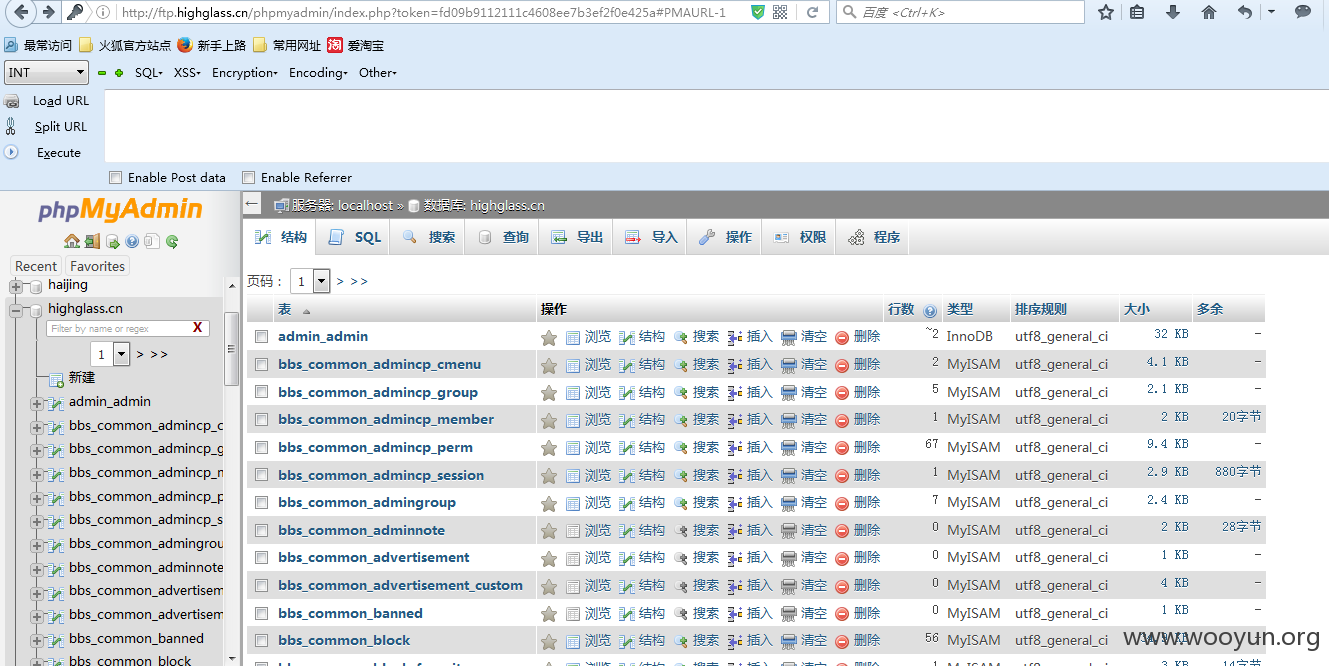 http://ftp.highglass.cn/phpmyadmin/index.php?token=fd09b9112111c4608ee7b3ef2f0e425a#PMAURL-1 百度 <Ctrl+K>
最常访问 火狐官方站点 新手上路 常用网址 淘 爱淘宝
INT SQL XSS Encryption Encoding Other
Load URL
Split URL
Execute
Enable Post data Enable Referrer
phpMyAdmin
Recent Favorites
haijing
highglass.cn
Filter by name or regex X
1 > >>
新建
admin_admin
bbs_common_admincp_c
bbs_common_admincp_g
bbs_common_admincp_m
bbs_common_admincp_p
bbs_common_admincp_s
bbs_common_admingrou
bbs_common_adminnote
bbs_common_advertisem
bbs_common_advertisem
bbs_common_banned
bbs_common_block
服务器: localhost » 数据库: highglass.cn
结构 SQL 搜索 查询 导出 导入 操作 权限 程序
页码： 1 > >>
表 操作 行数 类型 排序规则 大小 多余
admin_admin 浏览 结构 搜索 插入 清空 删除 ~2 InnoDB utf8_general_ci 32 KB -
bbs_common_admincp_cmenu 浏览 结构 搜索 插入 清空 删除 2 MyISAM utf8_general_ci 4.1 KB -
bbs_common_admincp_group 浏览 结构 搜索 插入 清空 删除 5 MyISAM utf8_general_ci 2.1 KB -
bbs_common_admincp_member 浏览 结构 搜索 插入 清空 删除 1 MyISAM utf8_general_ci 2 KB 20字节
bbs_common_admincp_perm 浏览 结构 搜索 插入 清空 删除 67 MyISAM utf8_general_ci 9.4 KB -
bbs_common_admincp_session 浏览 结构 搜索 插入 清空 删除 1 MyISAM utf8_general_ci 2.9 KB 880字节
bbs_common_admingroup 浏览 结构 搜索 插入 清空 删除 7 MyISAM utf8_general_ci 2.4 KB -
bbs_common_adminnote 浏览 结构 搜索 插入 清空 删除 0 MyISAM utf8_general_ci 2 KB 28字节
bbs_common_advertisement 浏览 结构 搜索 插入 清空 删除 0 MyISAM utf8_general_ci 1 KB -
bbs_common_advertisement_custom 浏览 结构 搜索 插入 清空 删除 0 MyISAM utf8_general_ci 4 KB -
bbs_common_banned 浏览 结构 搜索 插入 清空 删除 0 MyISAM utf8_general_ci 1 KB -
bbs_common_block 浏览 结构 搜索 插入 清空 删除 56 MyISAM utf8_general_ci KB -
www.wooyun.org